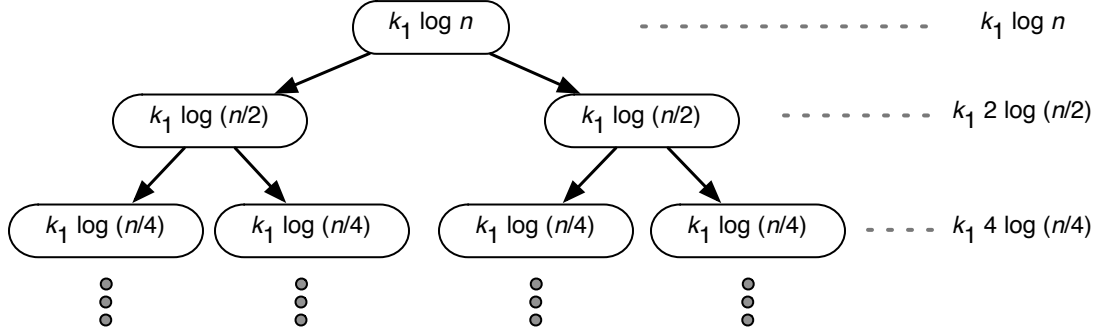 k₁ log n
k₁ log n
k₁ log (n/2)
k₁ log (n/2)
k₁ 2 log (n/2)
k₁ log (n/4)
k₁ log (n/4)
k₁ log (n/4)
k₁ log (n/4)
k₁ 4 log (n/4)